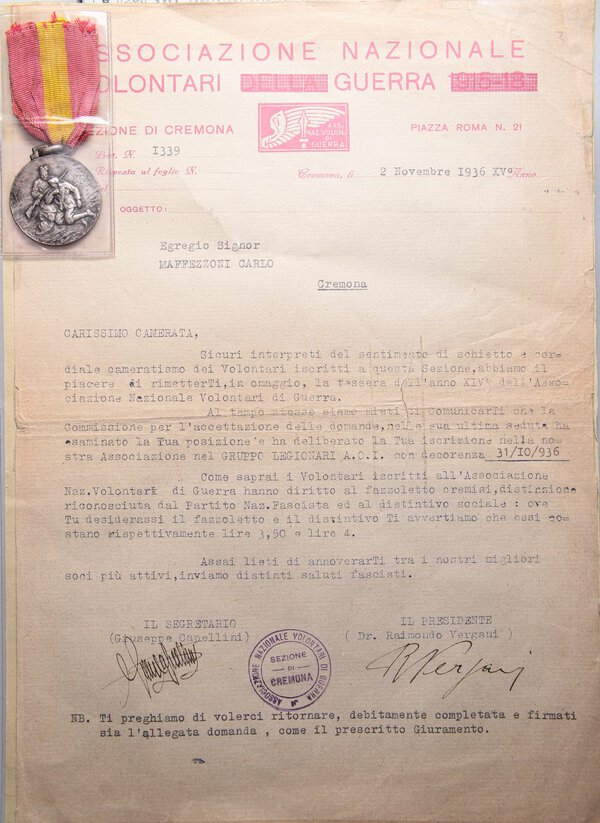 ASSOCIAZIONE NAZIONALE
VOLONTARI DELLA GUERRA 1915-18
SEZIONE DI CREMONA
ASS.
NAZ. VOLON.
DI
GUERRA
PIAZZA ROMA N. 21
Prot. N. I339
Risposta al foglio N.
Cremona, li 2 Novembre I936 XV° Anno
del
OGGETTO:
Egregio Signor
MAFFEZZONI CARLO
Cremona
CARISSIMO CAMERATA,
Sicuri interpreti del sentimento di schietto e cor=
diale cameratismo dei Volontari iscritti a questa Sezione,abbiamo il
piacere di rimetterTi,in omaggio, la tessera dell'anno XIV° dell'Asso=
ciazione Nazionale Volontari di Guerra.
Al tempo stesso siamo lieti di ComunicarTi che la
Commissione per l'accettazione delle domande,nelle sua ultima seduta ha
esaminato la Tua posizione e ha deliberato la Tua iscrizione nella no=
stra Associazione nel GRUPPO LEGIONARI A.O.I. con decorenza 31/IO/936
Come saprai i Volontari iscritti all'Associazione
Naz.Volontari di Guerra hanno diritto al fazzoletto cremisi,distinzione
riconosciuta dal Partito Naz.Fascista ed al distintivo sociale : ove
Tu desiderassi il fazzoletto e il distintivo Ti avvertiamo che essi co=
stano rispettivamente lire 3,50 e lire 4.
Assai lieti di annoverarTi tra i nostri migliori
soci più attivi,inviamo distinti saluti fascisti.
IL SEGRETARIO
(Giuseppe Capellini)
IL PRESIDENTE
( Dr. Raimondo Vergani )
ASSOCIAZIONE NAZIONALE VOLONTARI DI GUERRA
SEZIONE
DI
CREMONA
R Vergani
NB. Ti preghiamo di volerci ritornare, debitamente completata e firmati
sia l'allegata domanda , come il prescritto Giuramento.